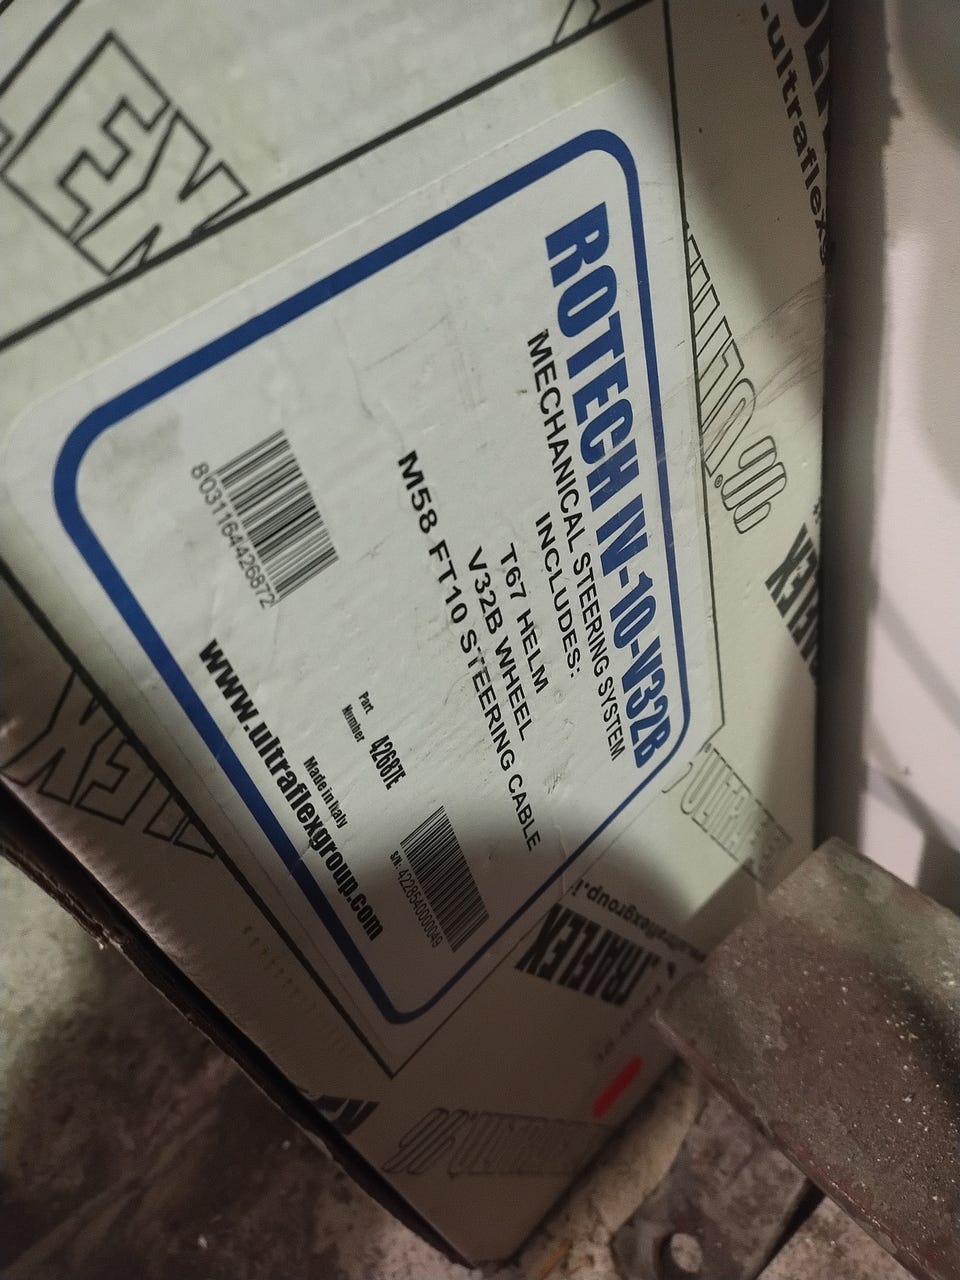 ROTECH IV-10-V32B
MECHANICAL STEERING SYSTEM
INCLUDES:
T67 HELM
V32B WHEEL
M58 FT10 STEERING CABLE
Part
Number
42687E
8031164426872
Made in Italy
S/N: 4228540000049
www.ultraflexgroup.com